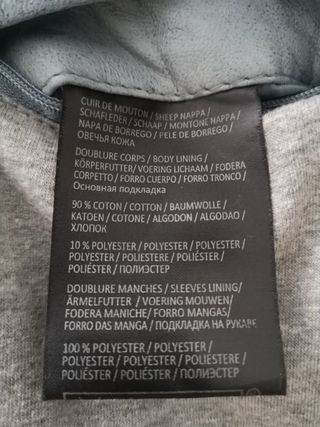 CUIR DE MOUTON / SHEEP NAPPA /
SCHAFLEDER / SCHAAP / MONTONE NAPPA /
NAPA DE BORREGO / PELE DE BORREGO /
ОВЕЧЬЯ КОЖА
DOUBLURE CORPS / BODY LINING /
KÖRPERFUTTER/ VOERING LICHAAM / FODERA
CORPETTO / FORRO CUERPO / FORRO TRONCO /
Основная подкладка
90 % COTON / COTTON / BAUMWOLLE /
KATOEN / COTONE / ALGODON / ALGODAO /
ХЛОПОК
10 % POLYESTER / POLYESTER / POLYESTER /
POLYESTER / POLIESTERE / POLIÉSTER /
POLIÉSTER / ПОЛИЭСТЕР
DOUBLURE MANCHES / SLEEVES LINING/
ÄRMELFUTTER / VOERING MOUWEN/
FODERA MANICHE/ FORRO MANGAS/
FORRO DAS MANGA / ПОДКЛАДКА НА РУКАВЕ
100 % POLYESTER / POLYESTER /
POLYESTER / POLYESTER / POLIESTERE /
POLIÉSTER / POLIÉSTER / ПОЛИЭСТЕР